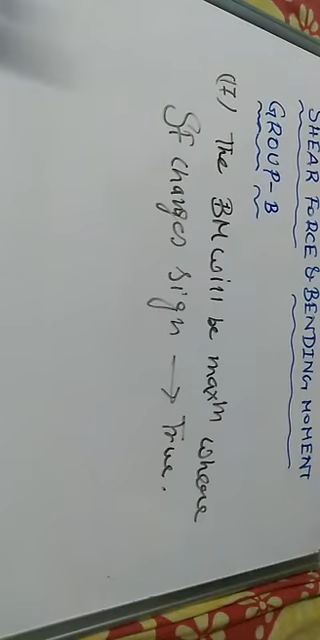 SHEAR FORCE & BENDING MOMENT
GROUP-B
(I) The BM will be maxm where
SF changes sign → True.